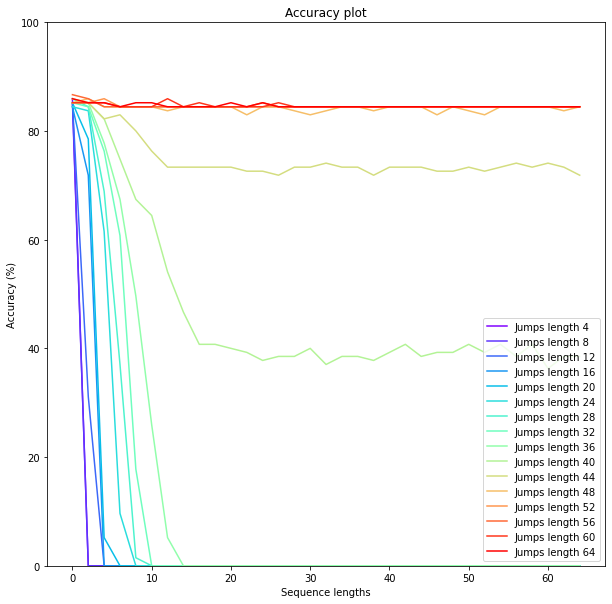 Accuracy plot
100
80
60
40
20
0
Accuracy (%)
0
10
20
30
40
50
60
Sequence lengths
Jumps length 4
Jumps length 8
Jumps length 12
Jumps length 16
Jumps length 20
Jumps length 24
Jumps length 28
Jumps length 32
Jumps length 36
Jumps length 40
Jumps length 44
Jumps length 48
Jumps length 52
Jumps length 56
Jumps length 60
Jumps length 64